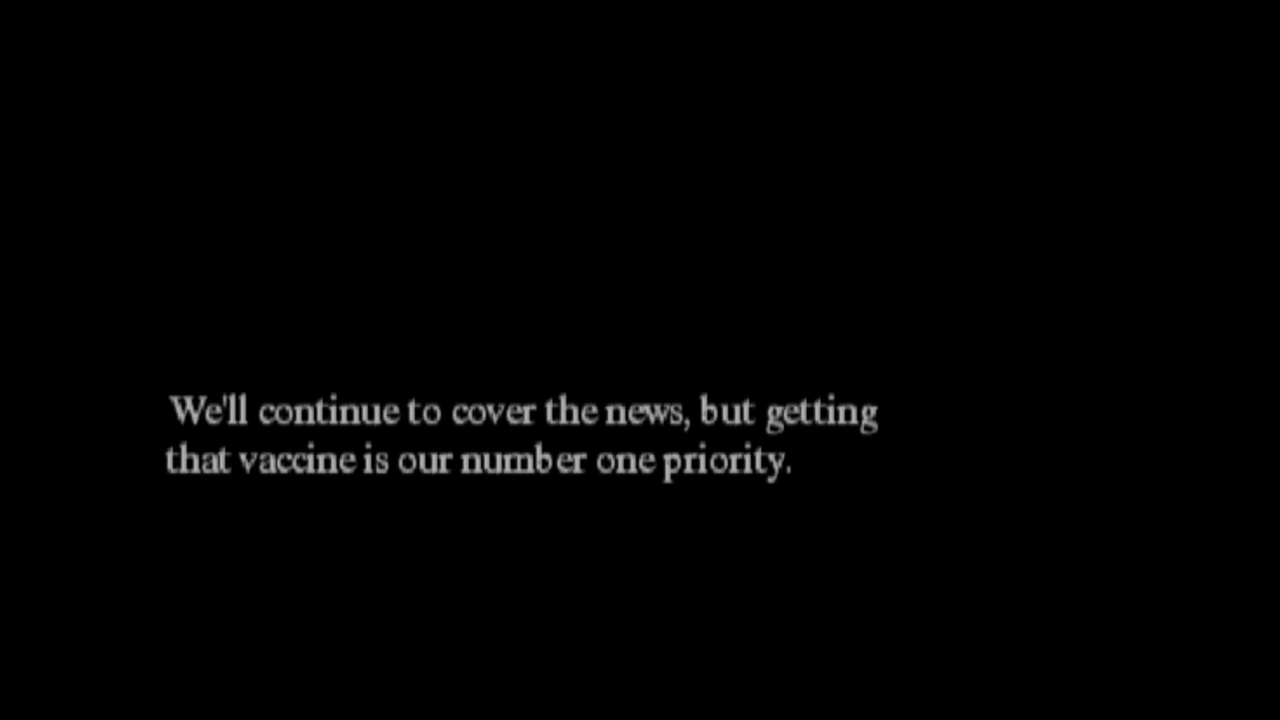 We'll continue to cover the news, but getting
that vaccine is our number one priority.